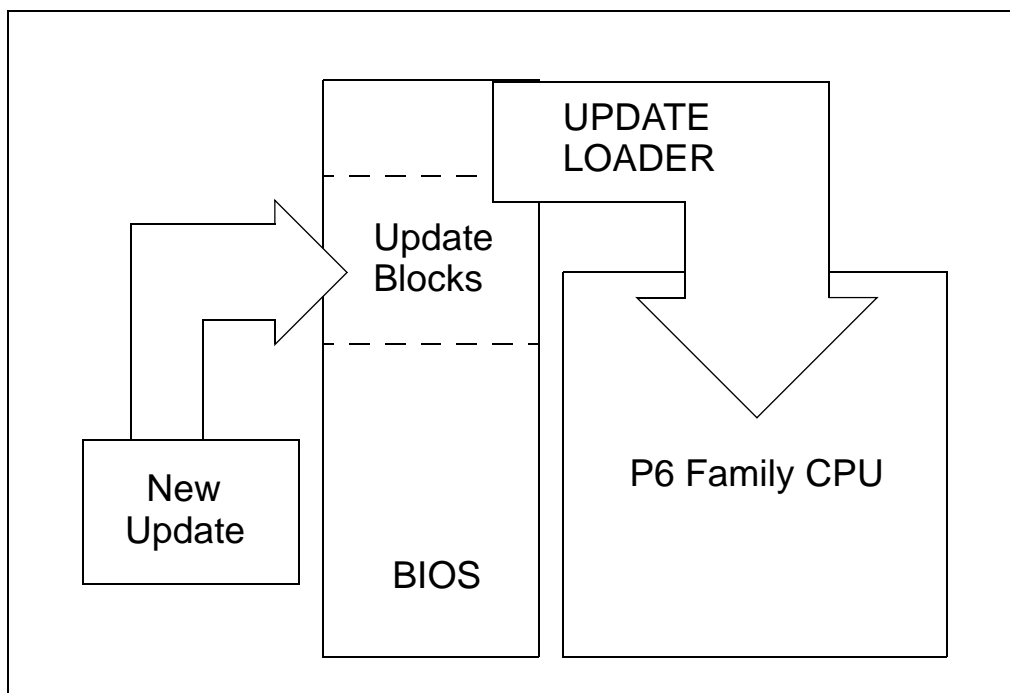 UPDATE
LOADER
Update
Blocks
New
Update
P6 Family CPU
BIOS